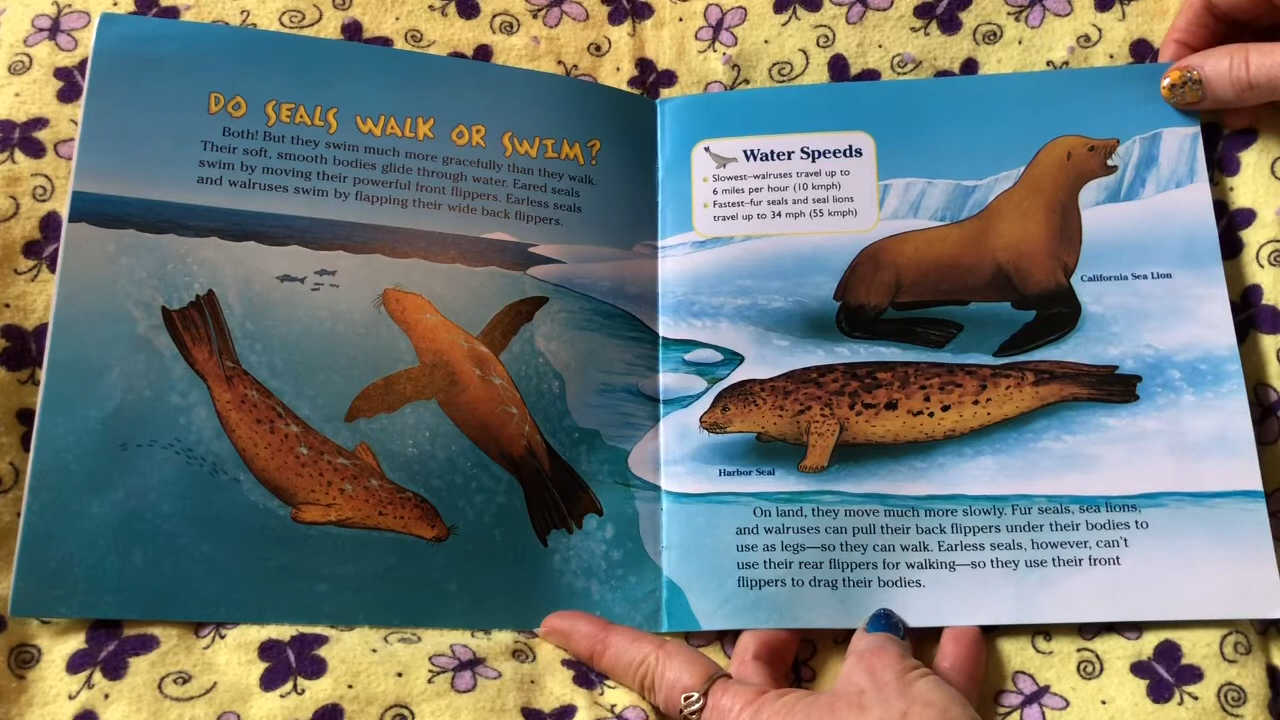 DO SEALS WALK OR SWIM?
Both! But they swim much more gracefully than they walk.
Their soft, smooth bodies glide through water. Eared seals
swim by moving their powerful front flippers. Earless seals
and walruses swim by flapping their wide back flippers.
Water Speeds
Slowest–walruses travel up to
6 miles per hour (10 kmph)
Fastest–fur seals and seal lions
travel up to 34 mph (55 kmph)
California Sea Lion
Harbor Seal
On land, they move much more slowly. Fur seals, sea lions,
and walruses can pull their back flippers under their bodies to
use as legs—so they can walk. Earless seals, however, can't
use their rear flippers for walking—so they use their front
flippers to drag their bodies.